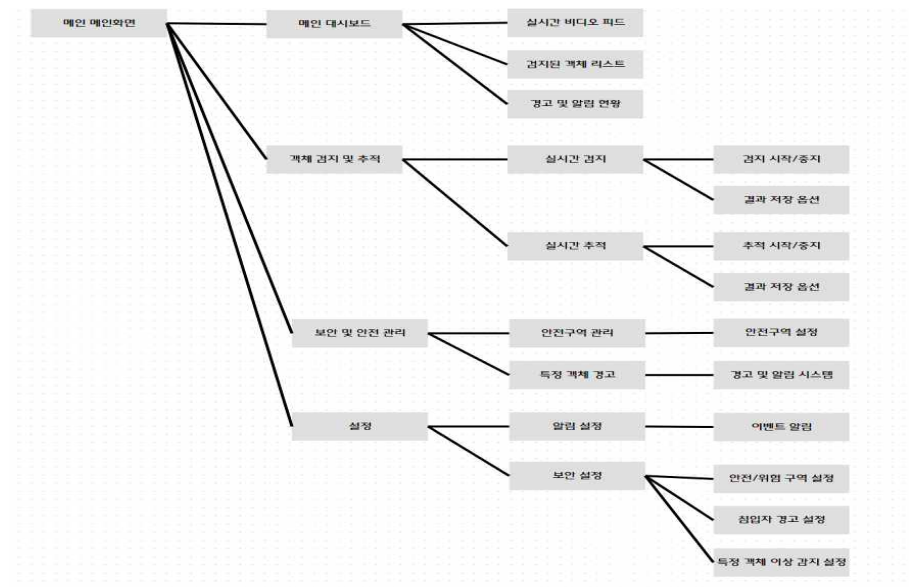 메인 메인화면
메인 대시보드
실시간 비디오 피드
검지된 객체 리스트
경고 및 알림 현황
객체 검지 및 추적
실시간 검지
검지 시작/중지
결과 저장 옵션
실시간 추적
추적 시작/중지
결과 저장 옵션
보안 및 안전 관리
안전구역 관리
안전구역 설정
특정 객체 경고
경고 및 알림 시스템
설정
알림 설정
이벤트 알림
보안 설정
안전/위험 구역 설정
침입자 경고 설정
특정 객체 이상 감지 설정